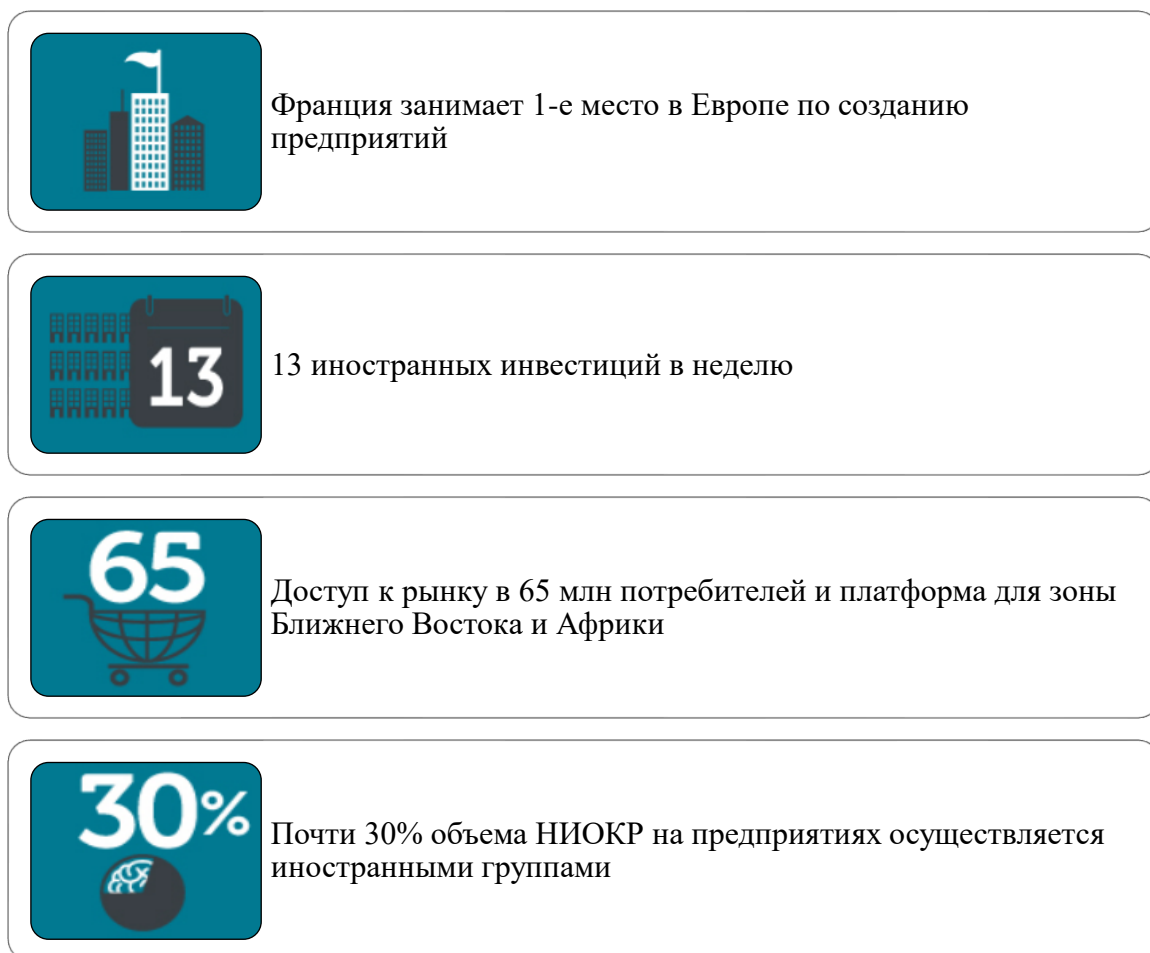 Франция занимает 1-е место в Европе по созданию
предприятий
13
13 иностранных инвестиций в неделю
65
Доступ к рынку в 65 млн потребителей и платформа для зоны
Ближнего Востока и Африки
30%
Почти 30% объема НИОКР на предприятиях осуществляется
иностранными группами